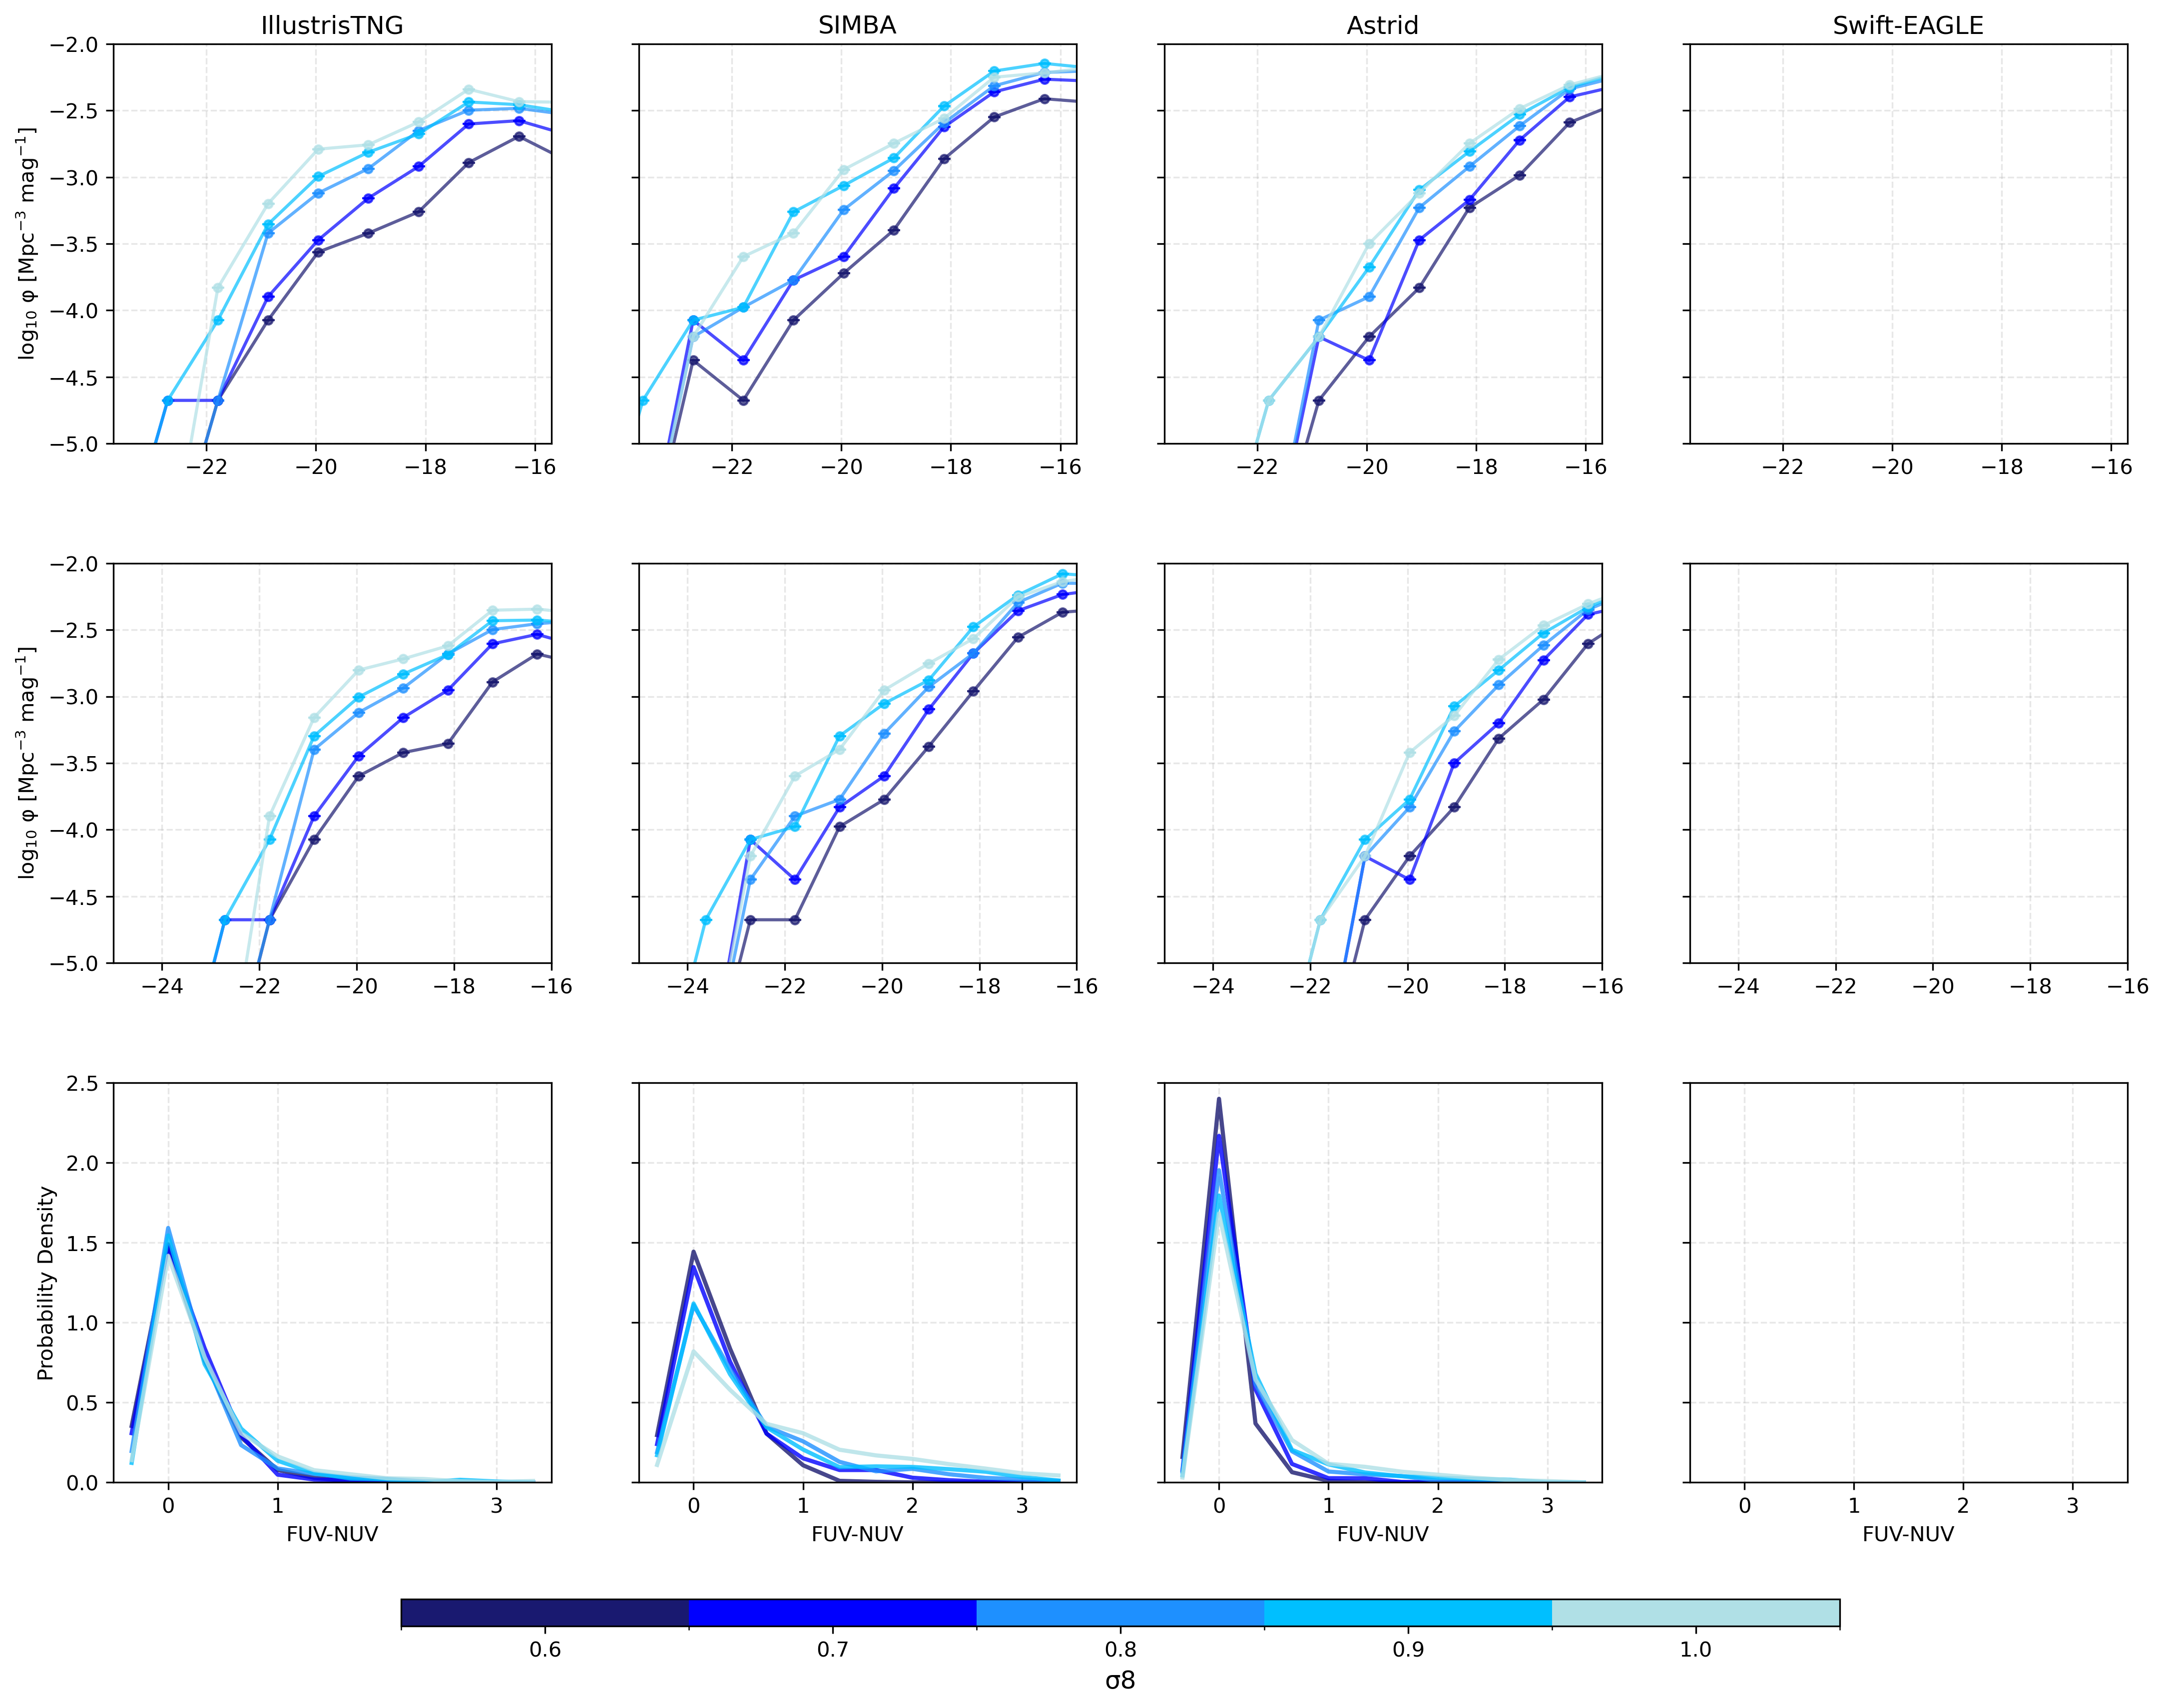 IllustrisTNG SIMBA Astrid Swift-EAGLE
−2.0
−2.5
−3.0
−3.5
−4.0
−4.5
−5.0
log₁₀ φ [Mpc⁻³ mag⁻¹]
−22 −20 −18 −16 −22 −20 −18 −16 −22 −20 −18 −16 −22 −20 −18 −16
−2.0
−2.5
−3.0
−3.5
−4.0
−4.5
−5.0
log₁₀ φ [Mpc⁻³ mag⁻¹]
−24 −22 −20 −18 −16 −24 −22 −20 −18 −16 −24 −22 −20 −18 −16 −24 −22 −20 −18 −16
2.5
2.0
1.5
1.0
0.5
0.0
Probability Density
0 1 2 3 0 1 2 3 0 1 2 3 0 1 2 3
FUV-NUV FUV-NUV FUV-NUV FUV-NUV
0.6 0.7 0.8 0.9 1.0
σ8